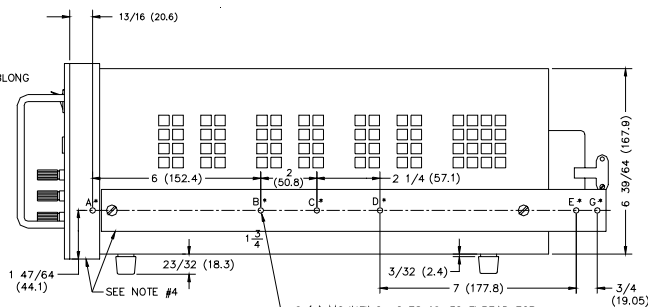 13/16 (20.6)
BLONG
6 (152.4)
2
(50.8)
2 1/4 (57.1)
6 39/64 (167.9)
A*
B*
C*
D*
E*
G*
1 3/4
1 47/64
(44.1)
23/32 (18.3)
3/32 (2.4)
7 (177.8)
3/4
(19.05)
SEE NOTE #4